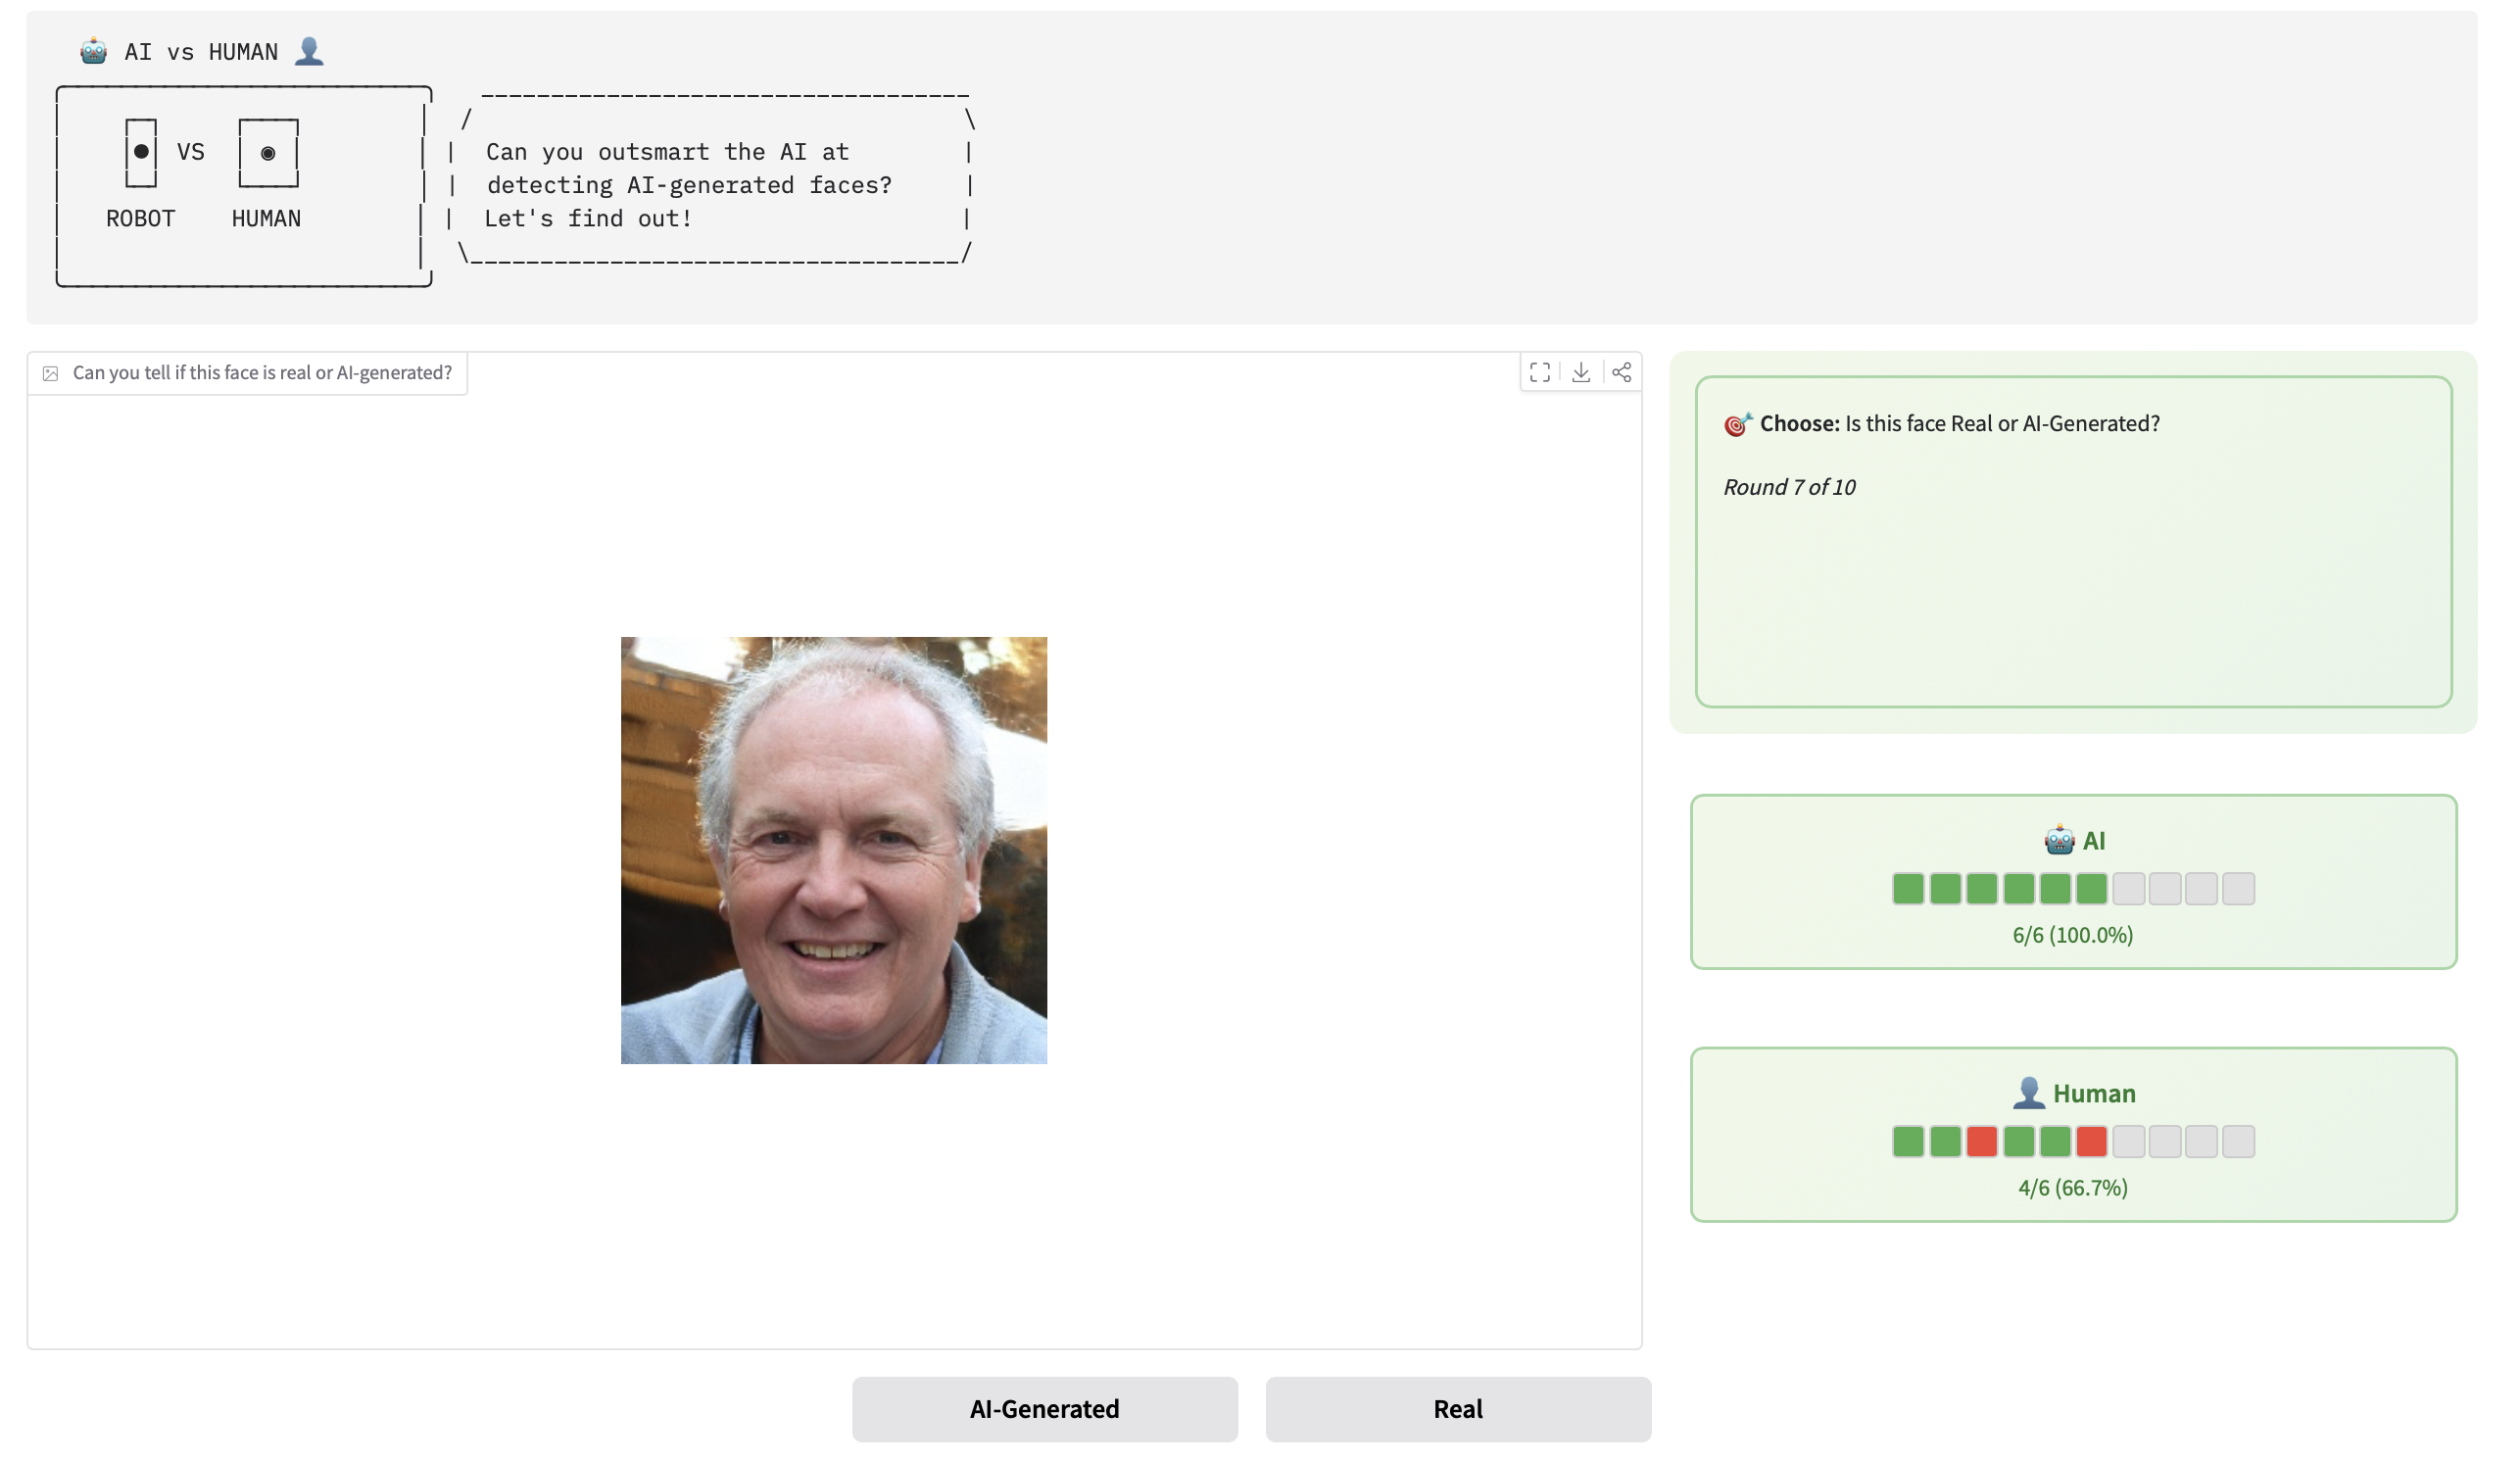 🤖 AI vs HUMAN 👤
● VS ◉
ROBOT HUMAN
Can you outsmart the AI at
detecting AI-generated faces?
Let's find out!
Can you tell if this face is real or AI-generated?
🎯 Choose: Is this face Real or AI-Generated?
Round 7 of 10
🤖 AI
6/6 (100.0%)
👤 Human
4/6 (66.7%)
AI-Generated
Real